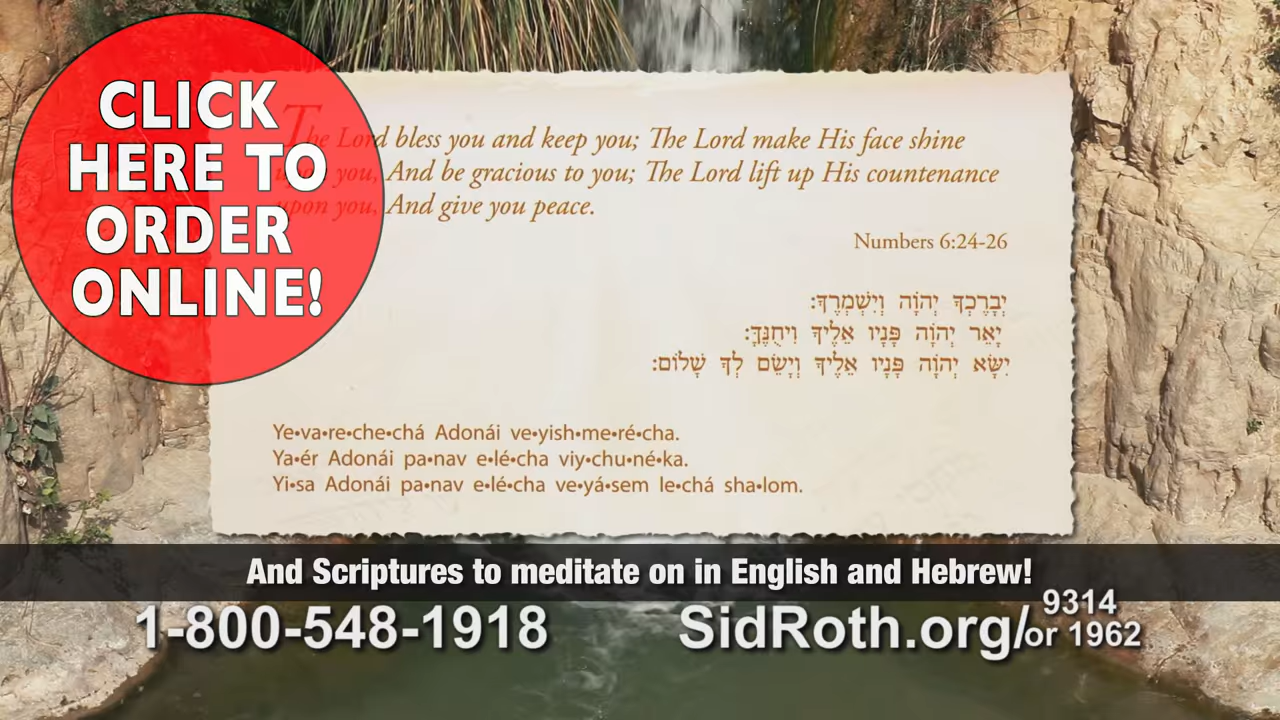 CLICK
HERE TO
ORDER
ONLINE!
The Lord bless you and keep you; The Lord make His face shine
upon you, And be gracious to you; The Lord lift up His countenance
upon you, And give you peace.
Numbers 6:24-26
יְבָרֶכְךָ יְהוָֹה וְיִשְׁמְרֶךָ:
יָאֵר יְהוָֹה פָּנָיו אֵלֶיךָ וִיחֻנֶּךָּ:
יִשָּׂא יְהוָֹה פָּנָיו אֵלֶיךָ וְיָשֵׂם לְךָ שָׁלוֹם:
Ye•va•re•che•chá Adonái ve•yish•me•ré•cha.
Ya•ér Adonái pa•nav e•lé•cha viy•chu•né•ka.
Yi•sa Adonái pa•nav e•lé•cha ve•yá•sem le•chá sha•lom.
And Scriptures to meditate on in English and Hebrew!
1-800-548-1918 SidRoth.org/ 9314
or 1962